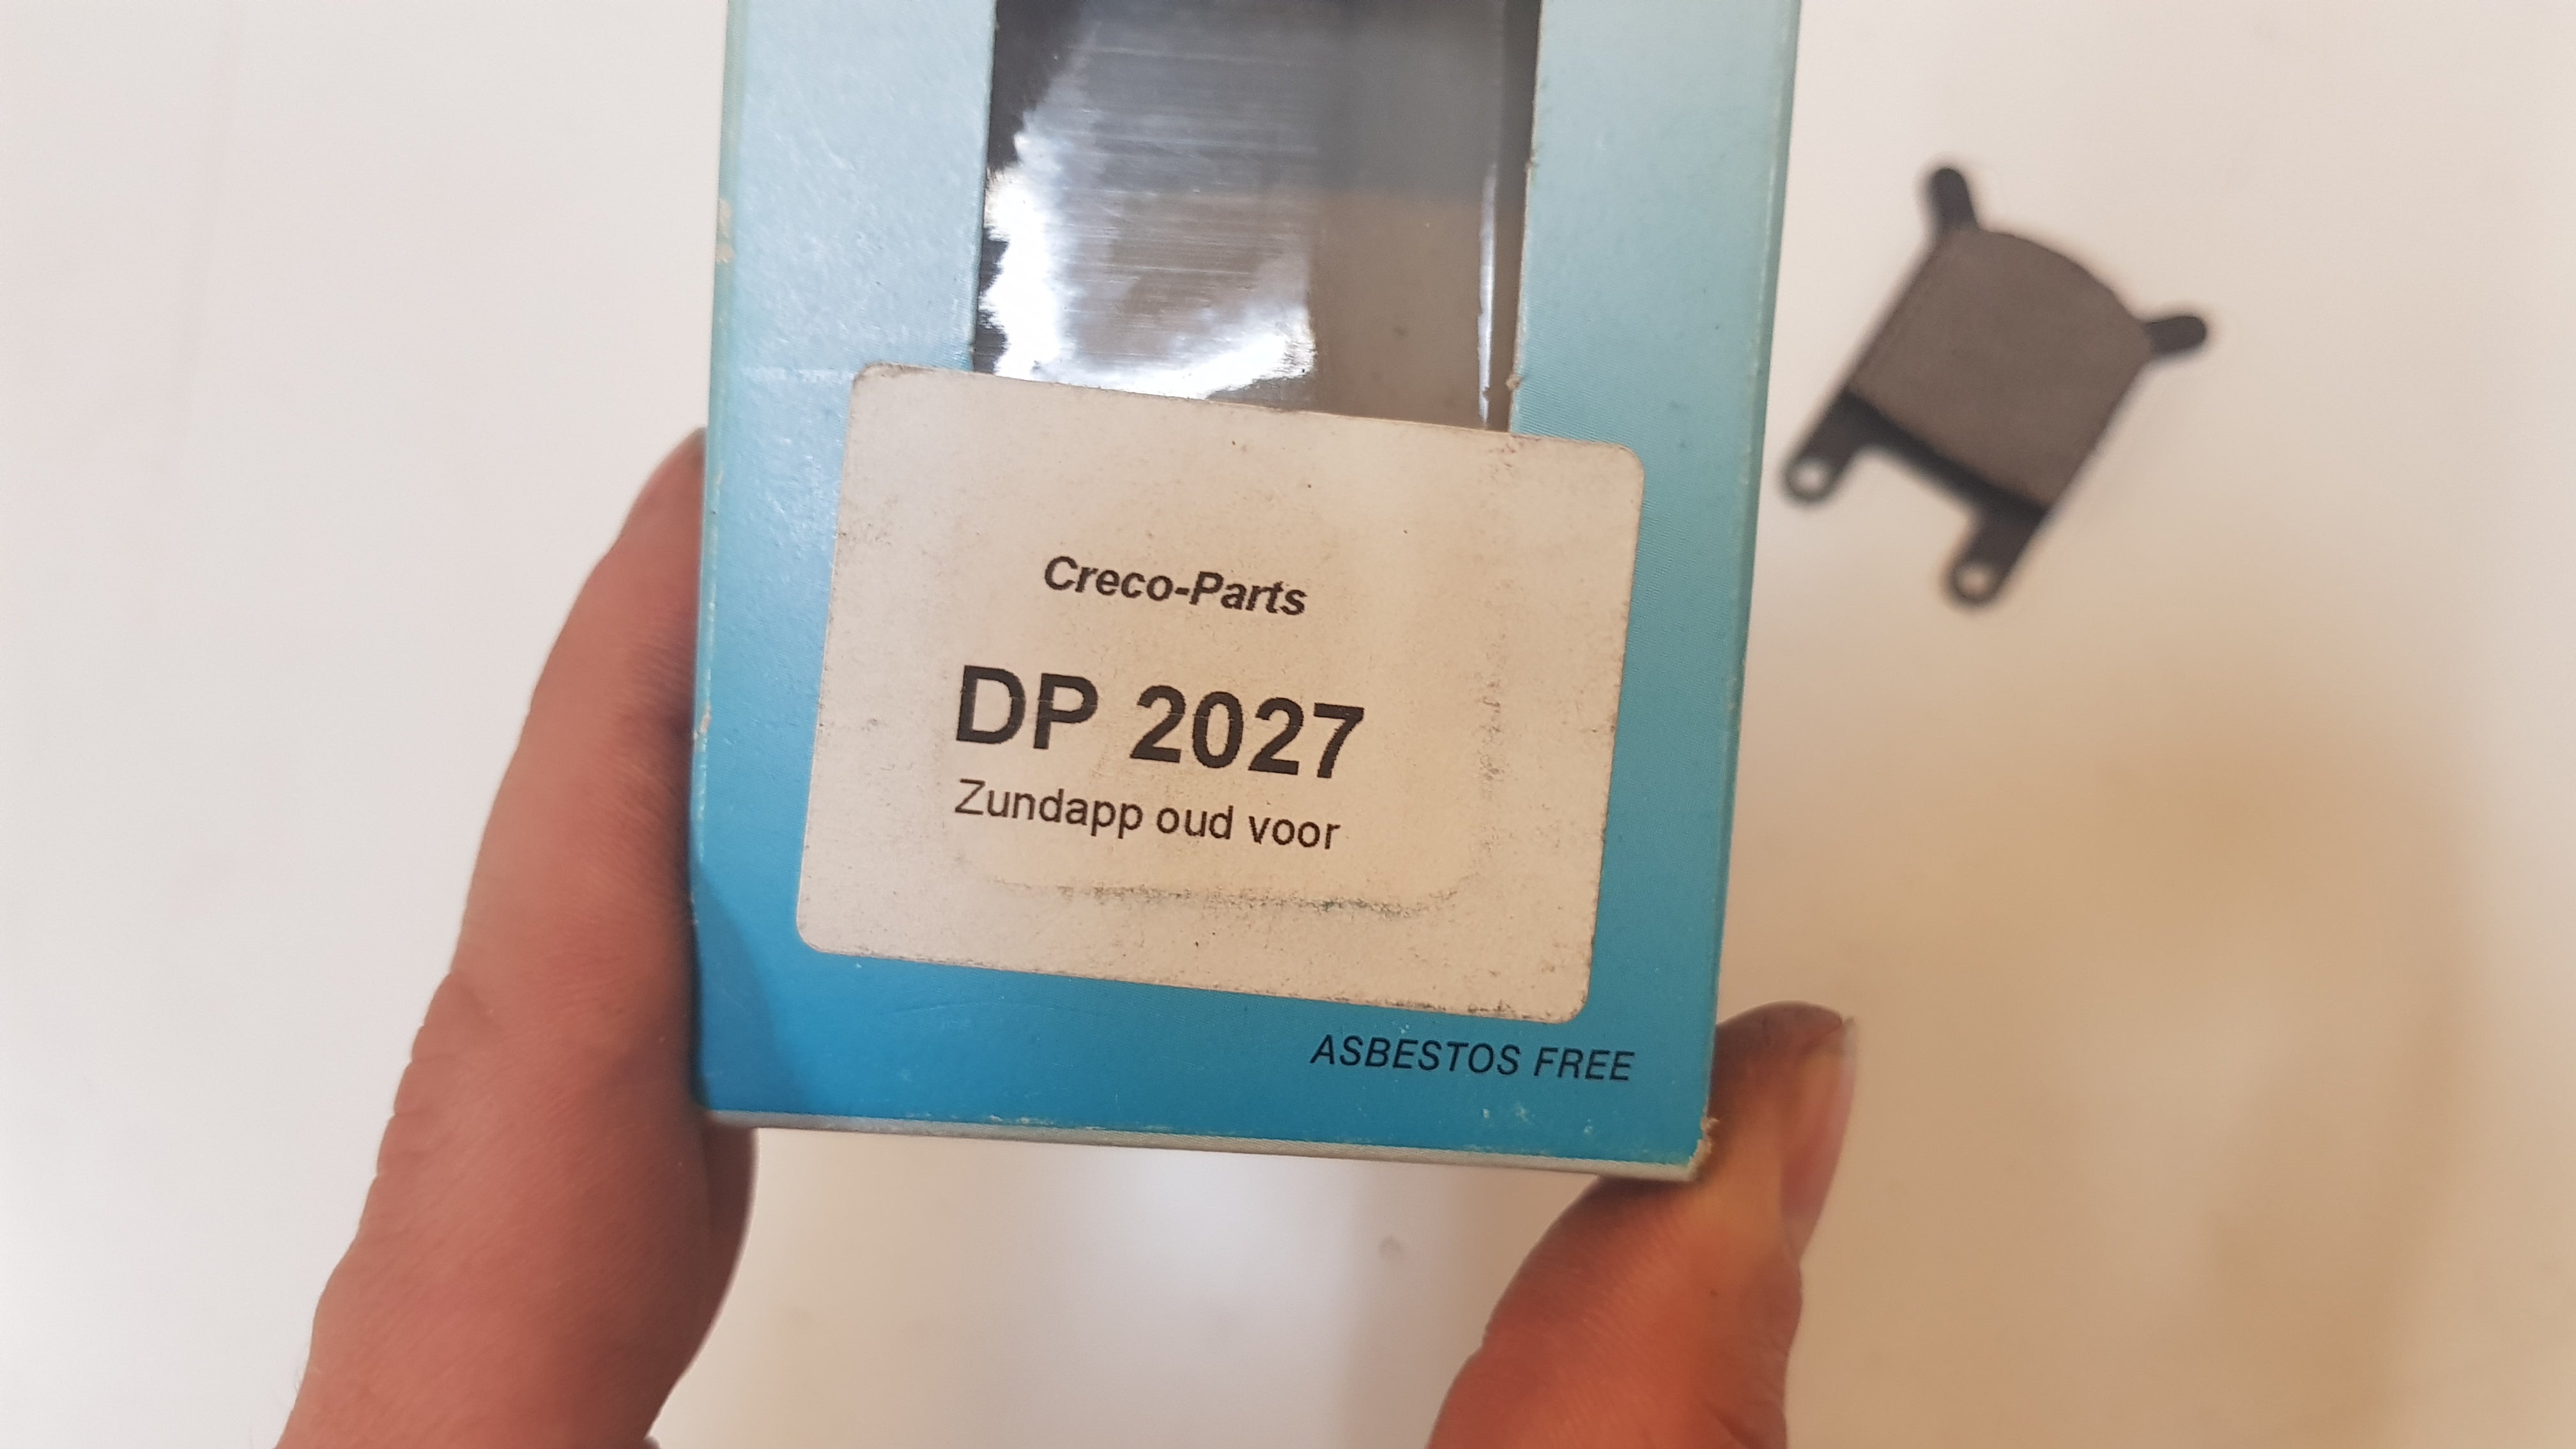 Creco-Parts
DP 2027
Zundapp oud voor
ASBESTOS FREE